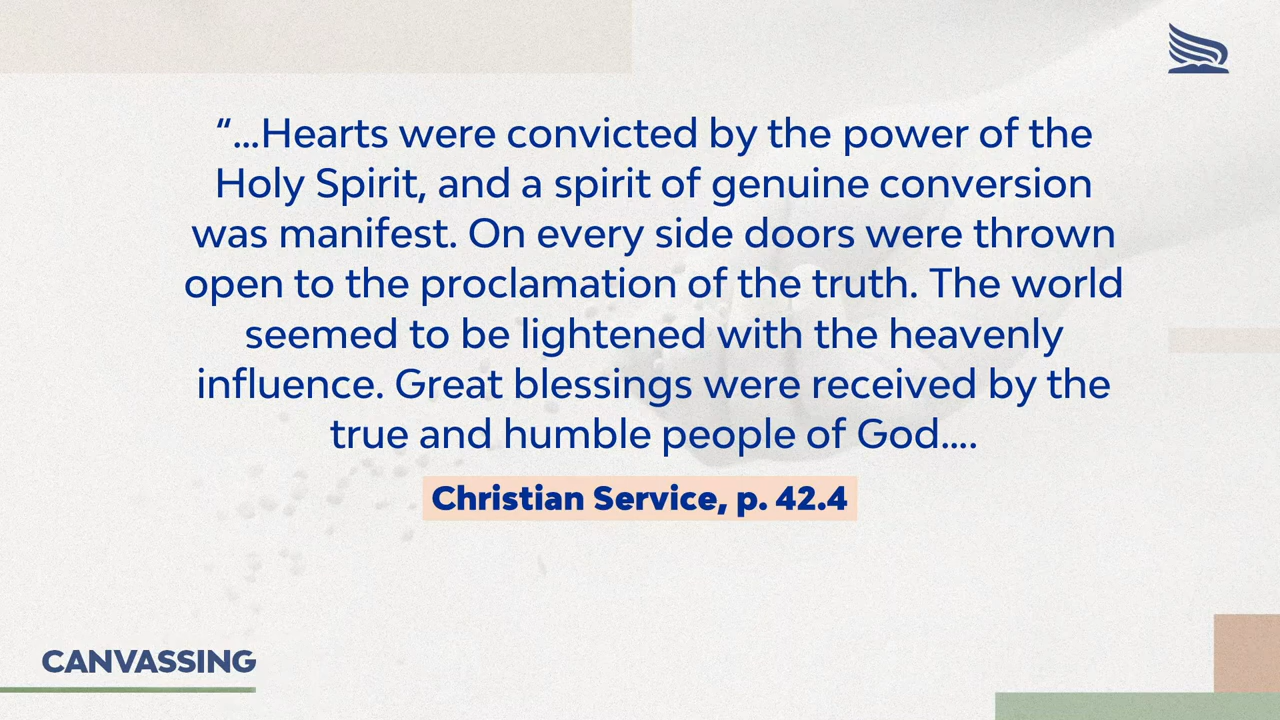 “...Hearts were convicted by the power of the
Holy Spirit, and a spirit of genuine conversion
was manifest. On every side doors were thrown
open to the proclamation of the truth. The world
seemed to be lightened with the heavenly
influence. Great blessings were received by the
true and humble people of God....
Christian Service, p. 42.4
CANVASSING